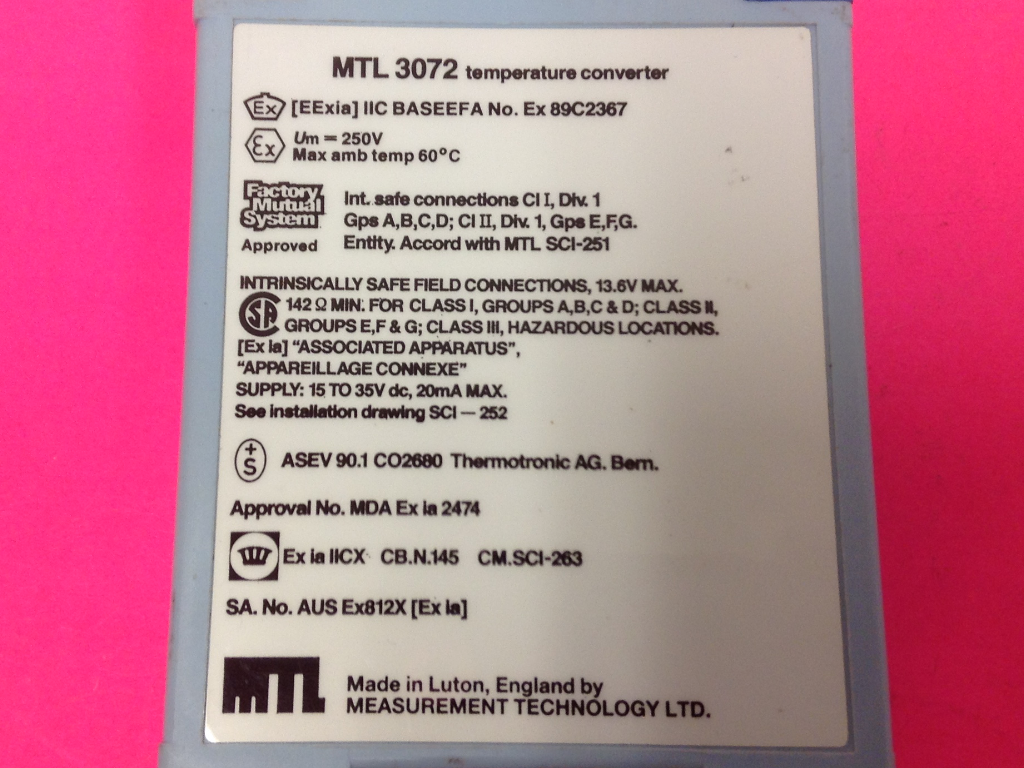 MTL 3072 temperature converter
Ex [EExia] IIC BASEEFA No. Ex 89C2367
Ex Um = 250V
Max amb temp 60°C
Factory
Mutual
System
Approved
Int. safe connections Cl I, Div. 1
Gps A,B,C,D; Cl II, Div. 1, Gps E,F,G.
Entity. Accord with MTL SCI-251
INTRINSICALLY SAFE FIELD CONNECTIONS, 13.6V MAX.
SA 142 Ω MIN. FOR CLASS I, GROUPS A,B,C & D; CLASS II,
GROUPS E,F & G; CLASS III, HAZARDOUS LOCATIONS.
[Ex ia] "ASSOCIATED APPARATUS",
"APPAREILLAGE CONNEXE"
SUPPLY: 15 TO 35V dc, 20mA MAX.
See installation drawing SCI — 252
+S ASEV 90.1 CO2680 Thermotronic AG. Bern.
Approval No. MDA Ex ia 2474
Ex ia IICX CB.N.145 CM.SCI-263
SA. No. AUS Ex812X [Ex ia]
MTL Made in Luton, England by
MEASUREMENT TECHNOLOGY LTD.